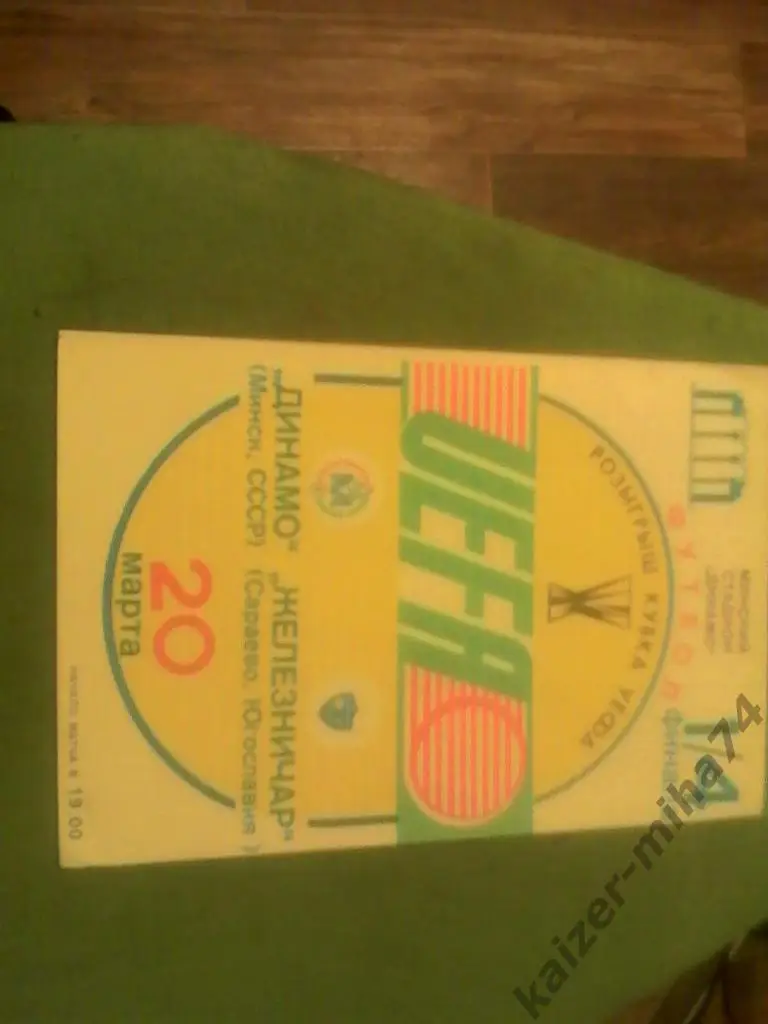 МИНСКИЙ
СТАДИОН
"ДИНАМО"
1/4
ФУТБОЛ
РОЗЫГРЫШ КУБКА УЕФА
UEFA
„ДИНАМО" „ЖЕЛЕЗНИЧАР"
(Минск, СССР) (Сараево, Югославия)
20
марта
начало матча в 19.00
kaizer-miha74